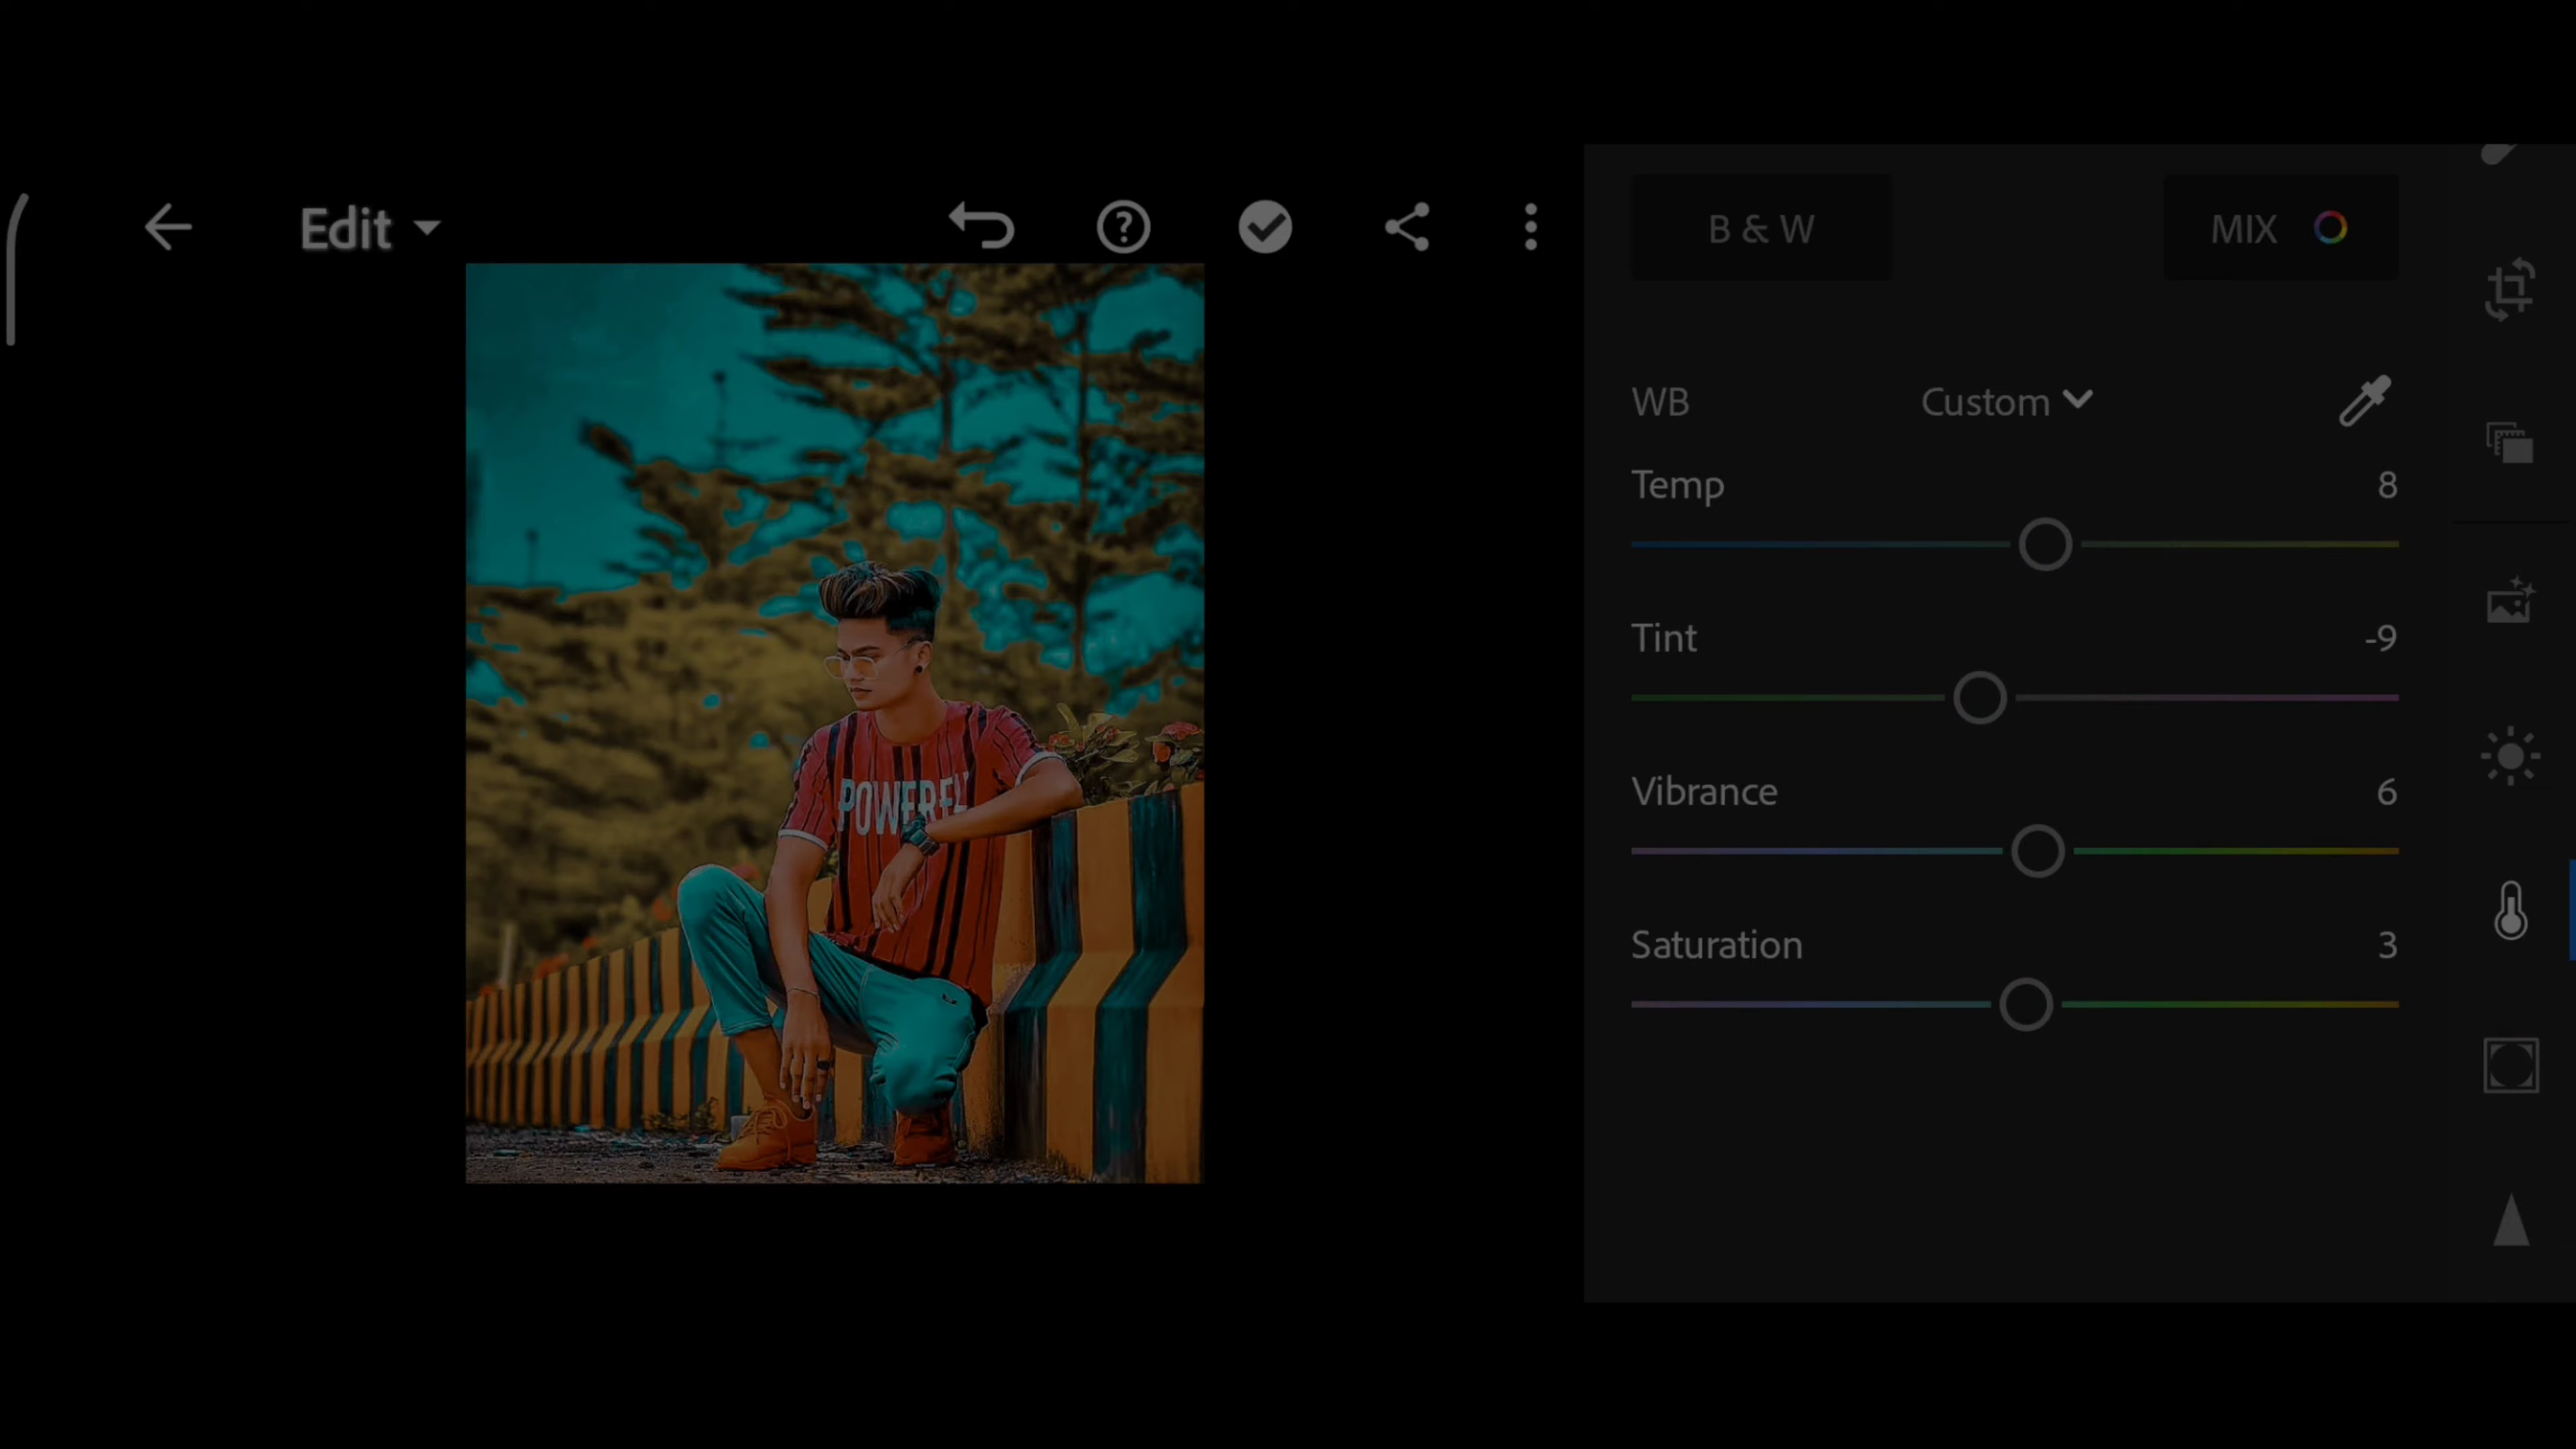 Edit
B & W
MIX
WB
Custom
Temp
8
Tint
-9
Vibrance
6
Saturation
3